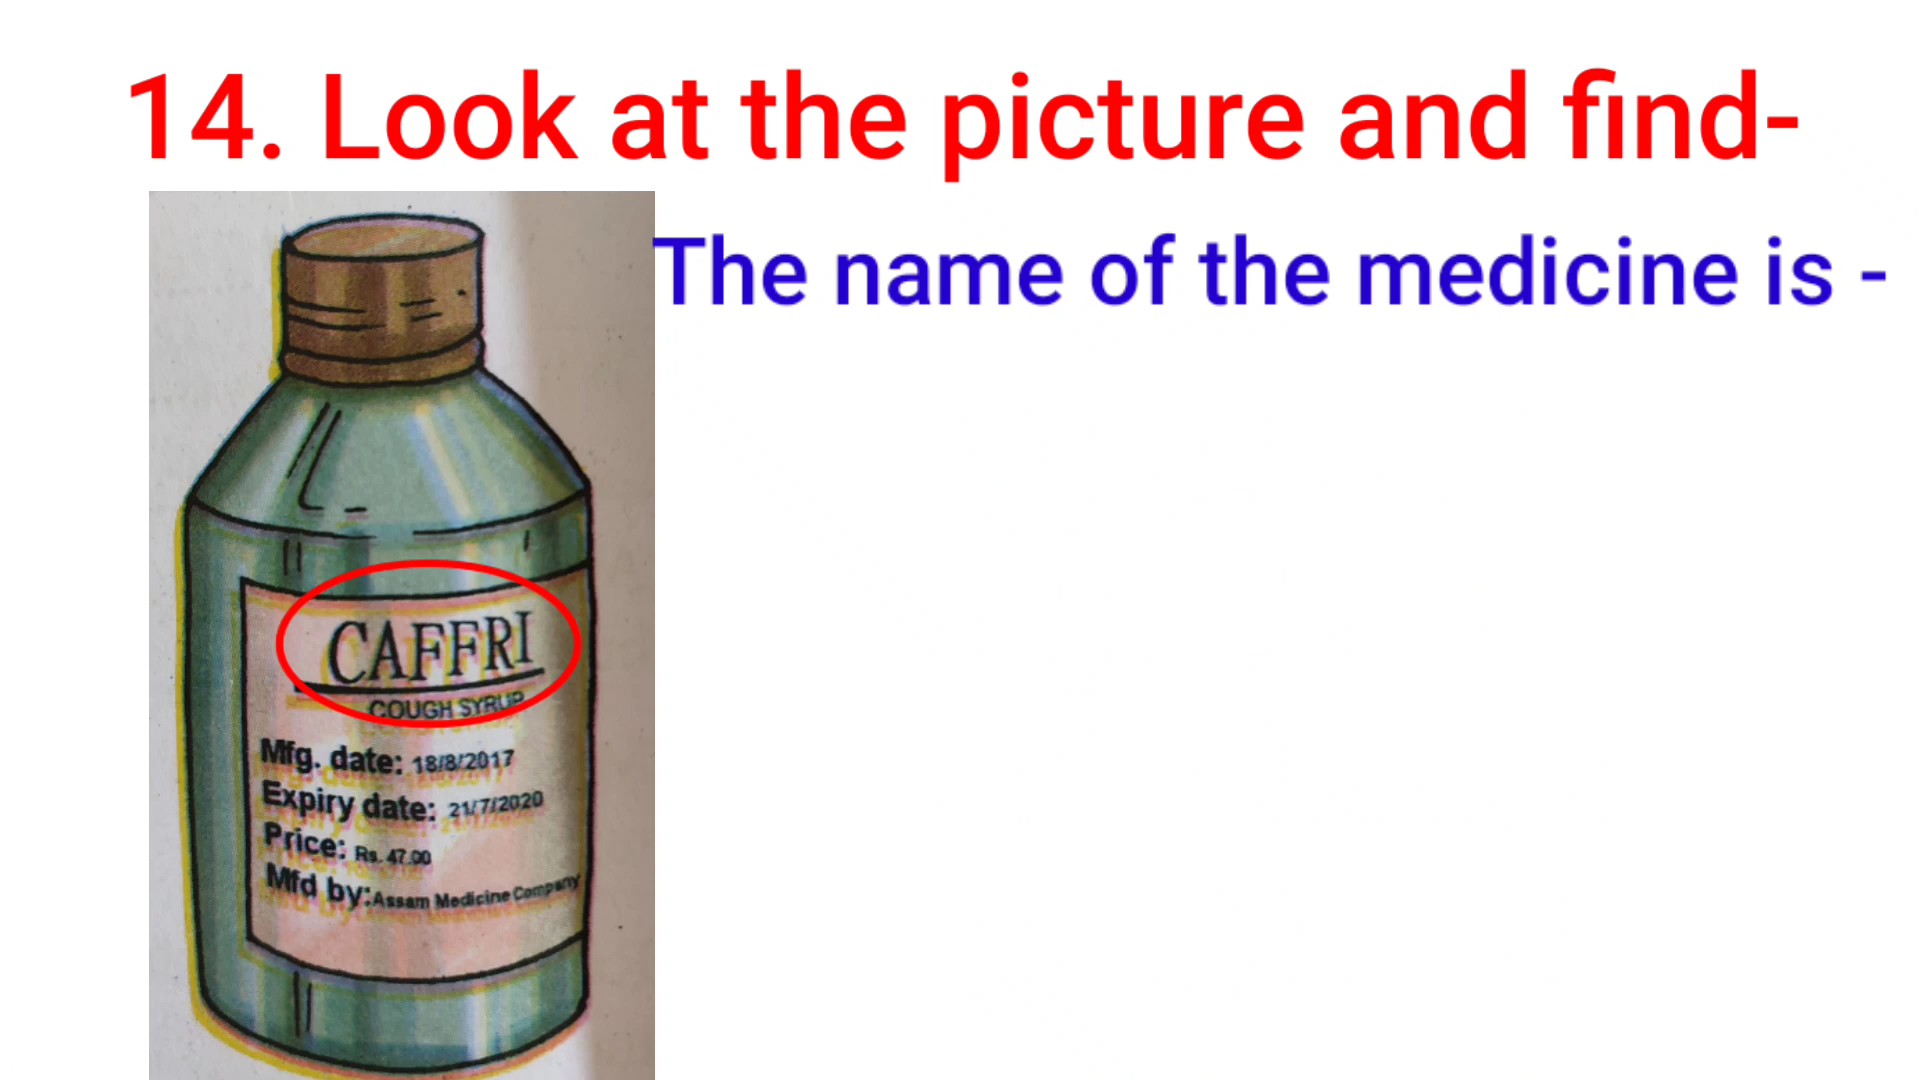 14. Look at the picture and find-
The name of the medicine is -
CAFFRI
COUGH SYRUP
Mfg. date: 18/8/2017
Expiry date: 21/7/2020
Price: Rs. 47.00
Mfd by: Assam Medicine Company